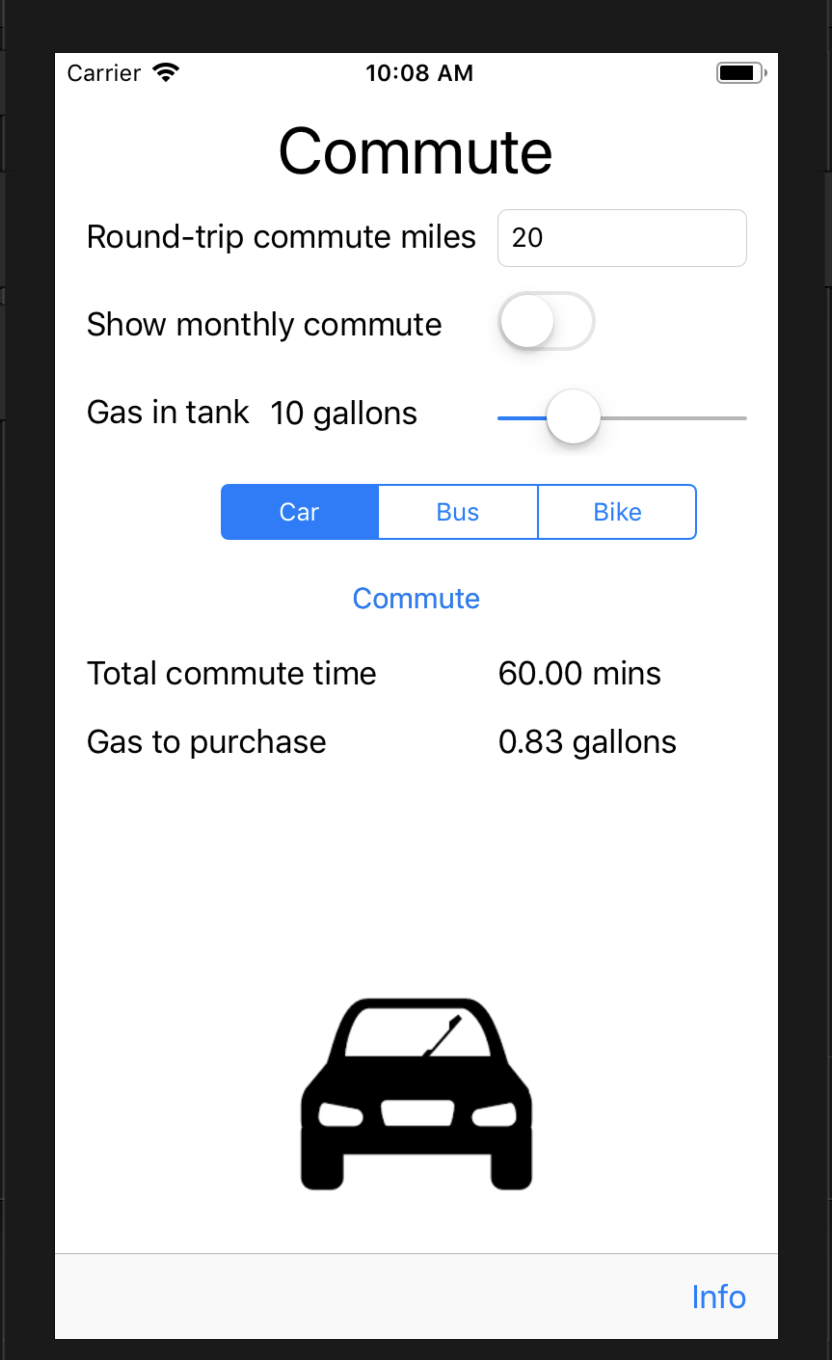 Carrier 10:08 AM
Commute
Round-trip commute miles 20
Show monthly commute
Gas in tank 10 gallons
Car Bus Bike
Commute
Total commute time 60.00 mins
Gas to purchase 0.83 gallons
Info